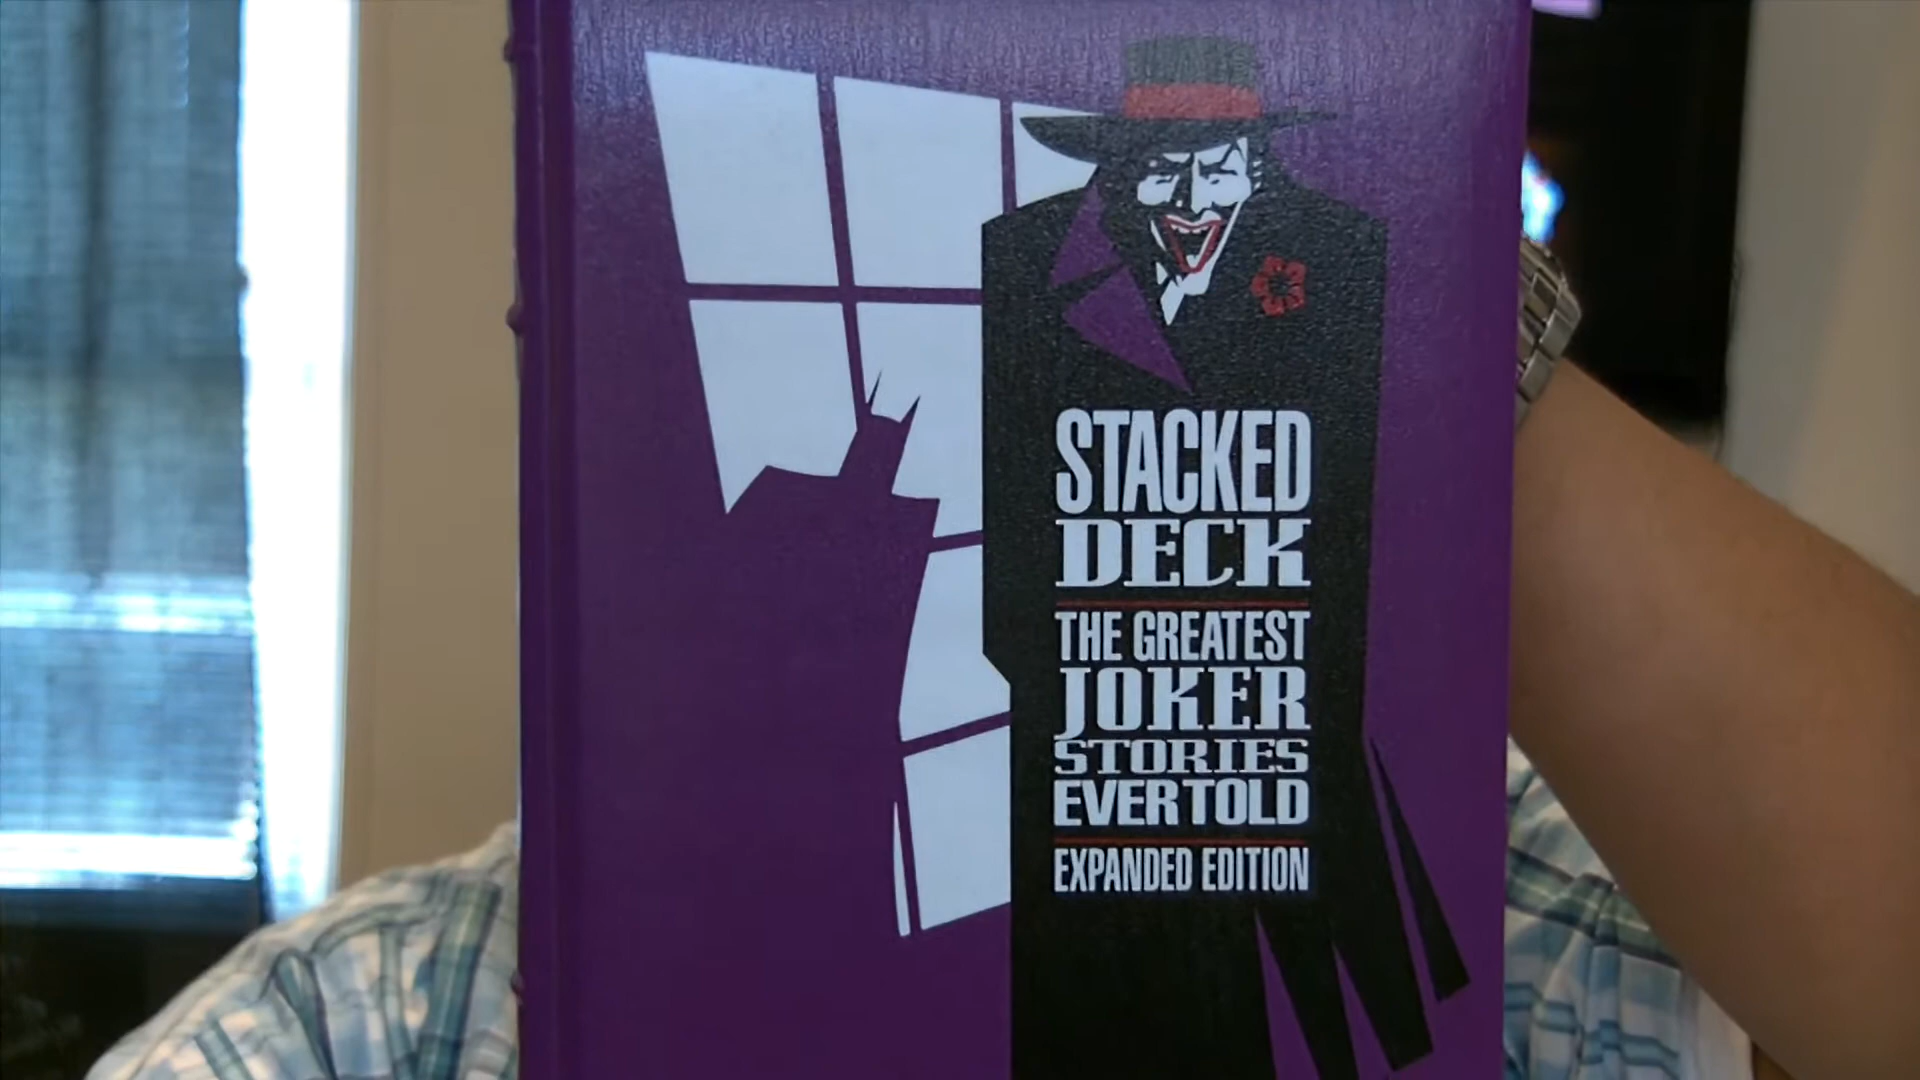 STACKED
DECK
THE GREATEST
JOKER
STORIES
EVER TOLD
EXPANDED EDITION